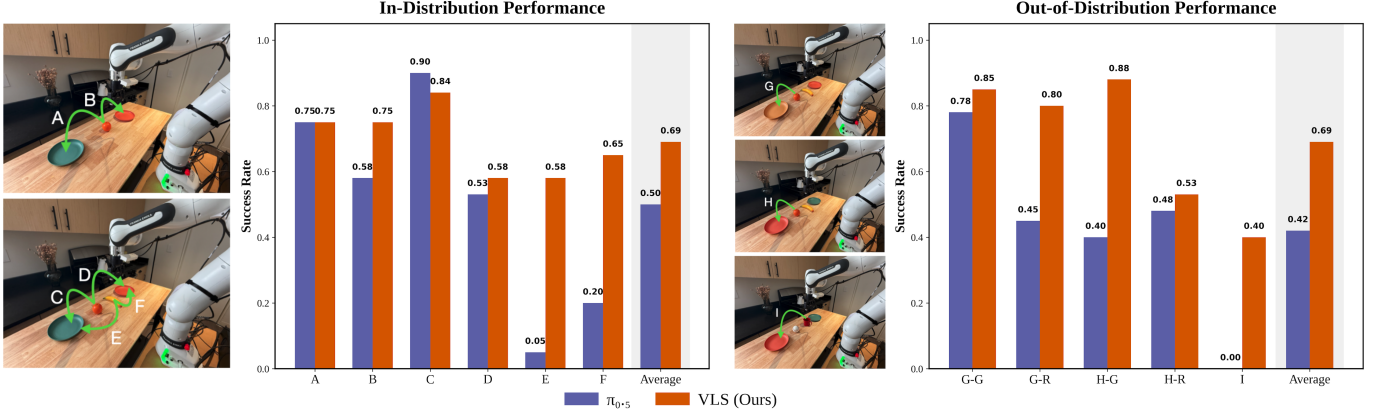 In-Distribution Performance
A
B
C
D
E
F
Success Rate
1.0
0.8
0.6
0.4
0.2
0.0
0.75 0.75
0.58 0.75
0.90 0.84
0.53 0.58
0.05 0.58
0.20 0.65
0.50 0.69
A B C D E F Average
Out-of-Distribution Performance
G
H
I
Success Rate
1.0
0.8
0.6
0.4
0.2
0.0
0.78 0.85
0.45 0.80
0.40 0.88
0.48 0.53
0.00 0.40
0.42 0.69
G-G G-R H-G H-R I Average
π₀.₅ VLS (Ours)